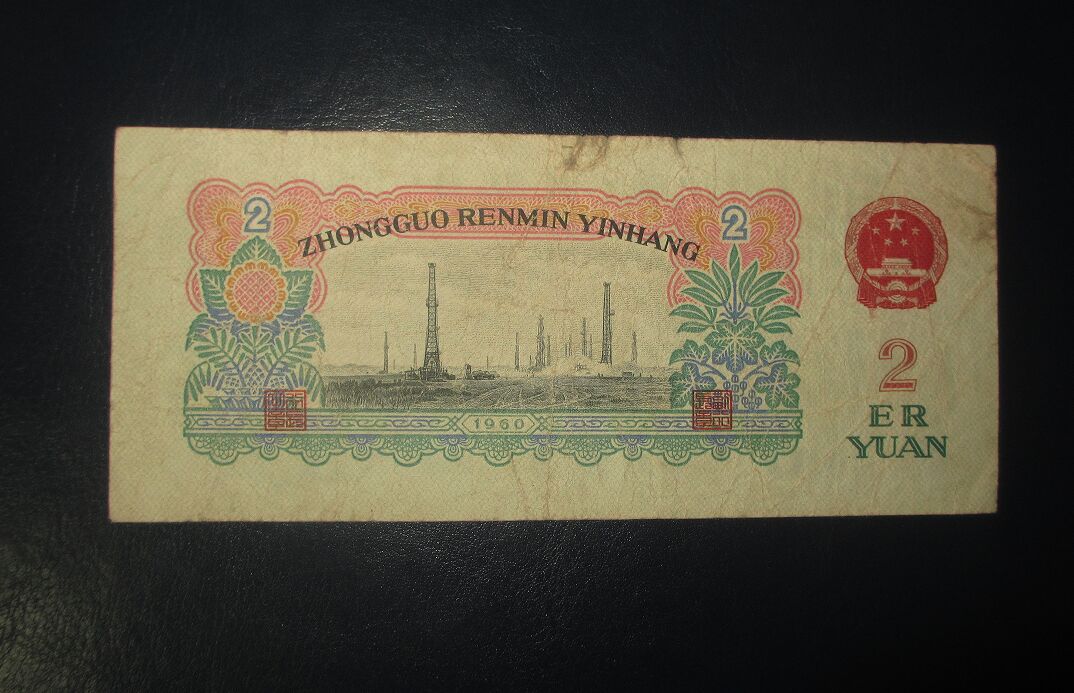 2 2
ZHONGGUO RENMIN YINHANG
2
ER
YUAN
1960